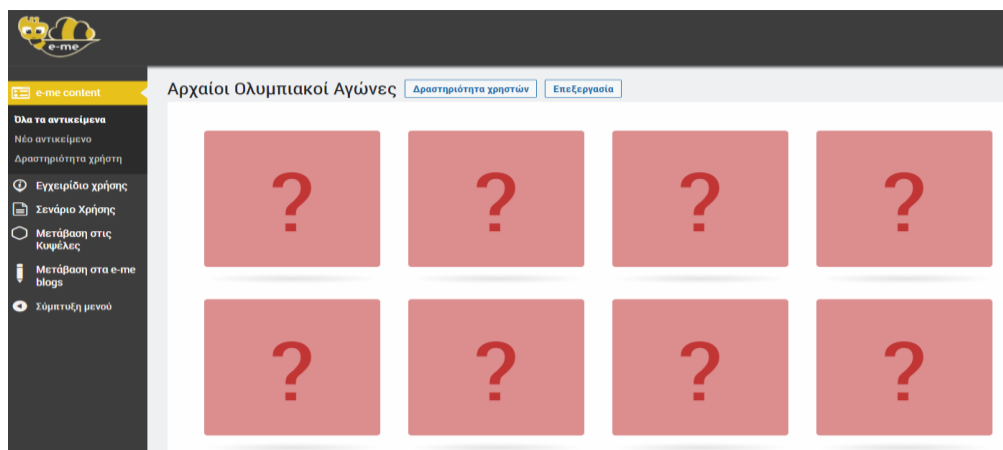 e-me
e-me content
Αρχαίοι Ολυμπιακοί Αγώνες Δραστηριότητα χρηστών Επεξεργασία
Όλα τα αντικείμενα
Νέο αντικείμενο
Δραστηριότητα χρήστη
Εγχειρίδιο χρήσης
Σενάριο Χρήσης
Μετάβαση στις
Κυψέλες
Μετάβαση στα e-me
blogs
Σύμπτυξη μενού
? ? ? ?
? ? ? ?